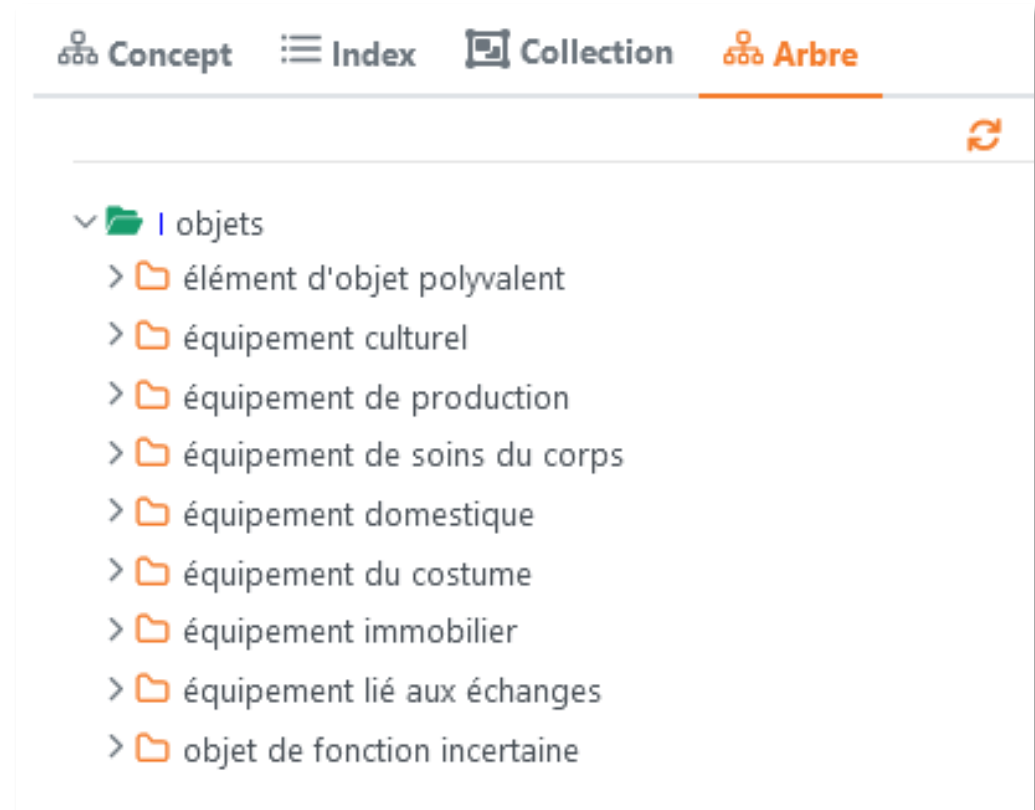 Concept Index Collection Arbre
objets
élément d'objet polyvalent
équipement culturel
équipement de production
équipement de soins du corps
équipement domestique
équipement du costume
équipement immobilier
équipement lié aux échanges
objet de fonction incertaine